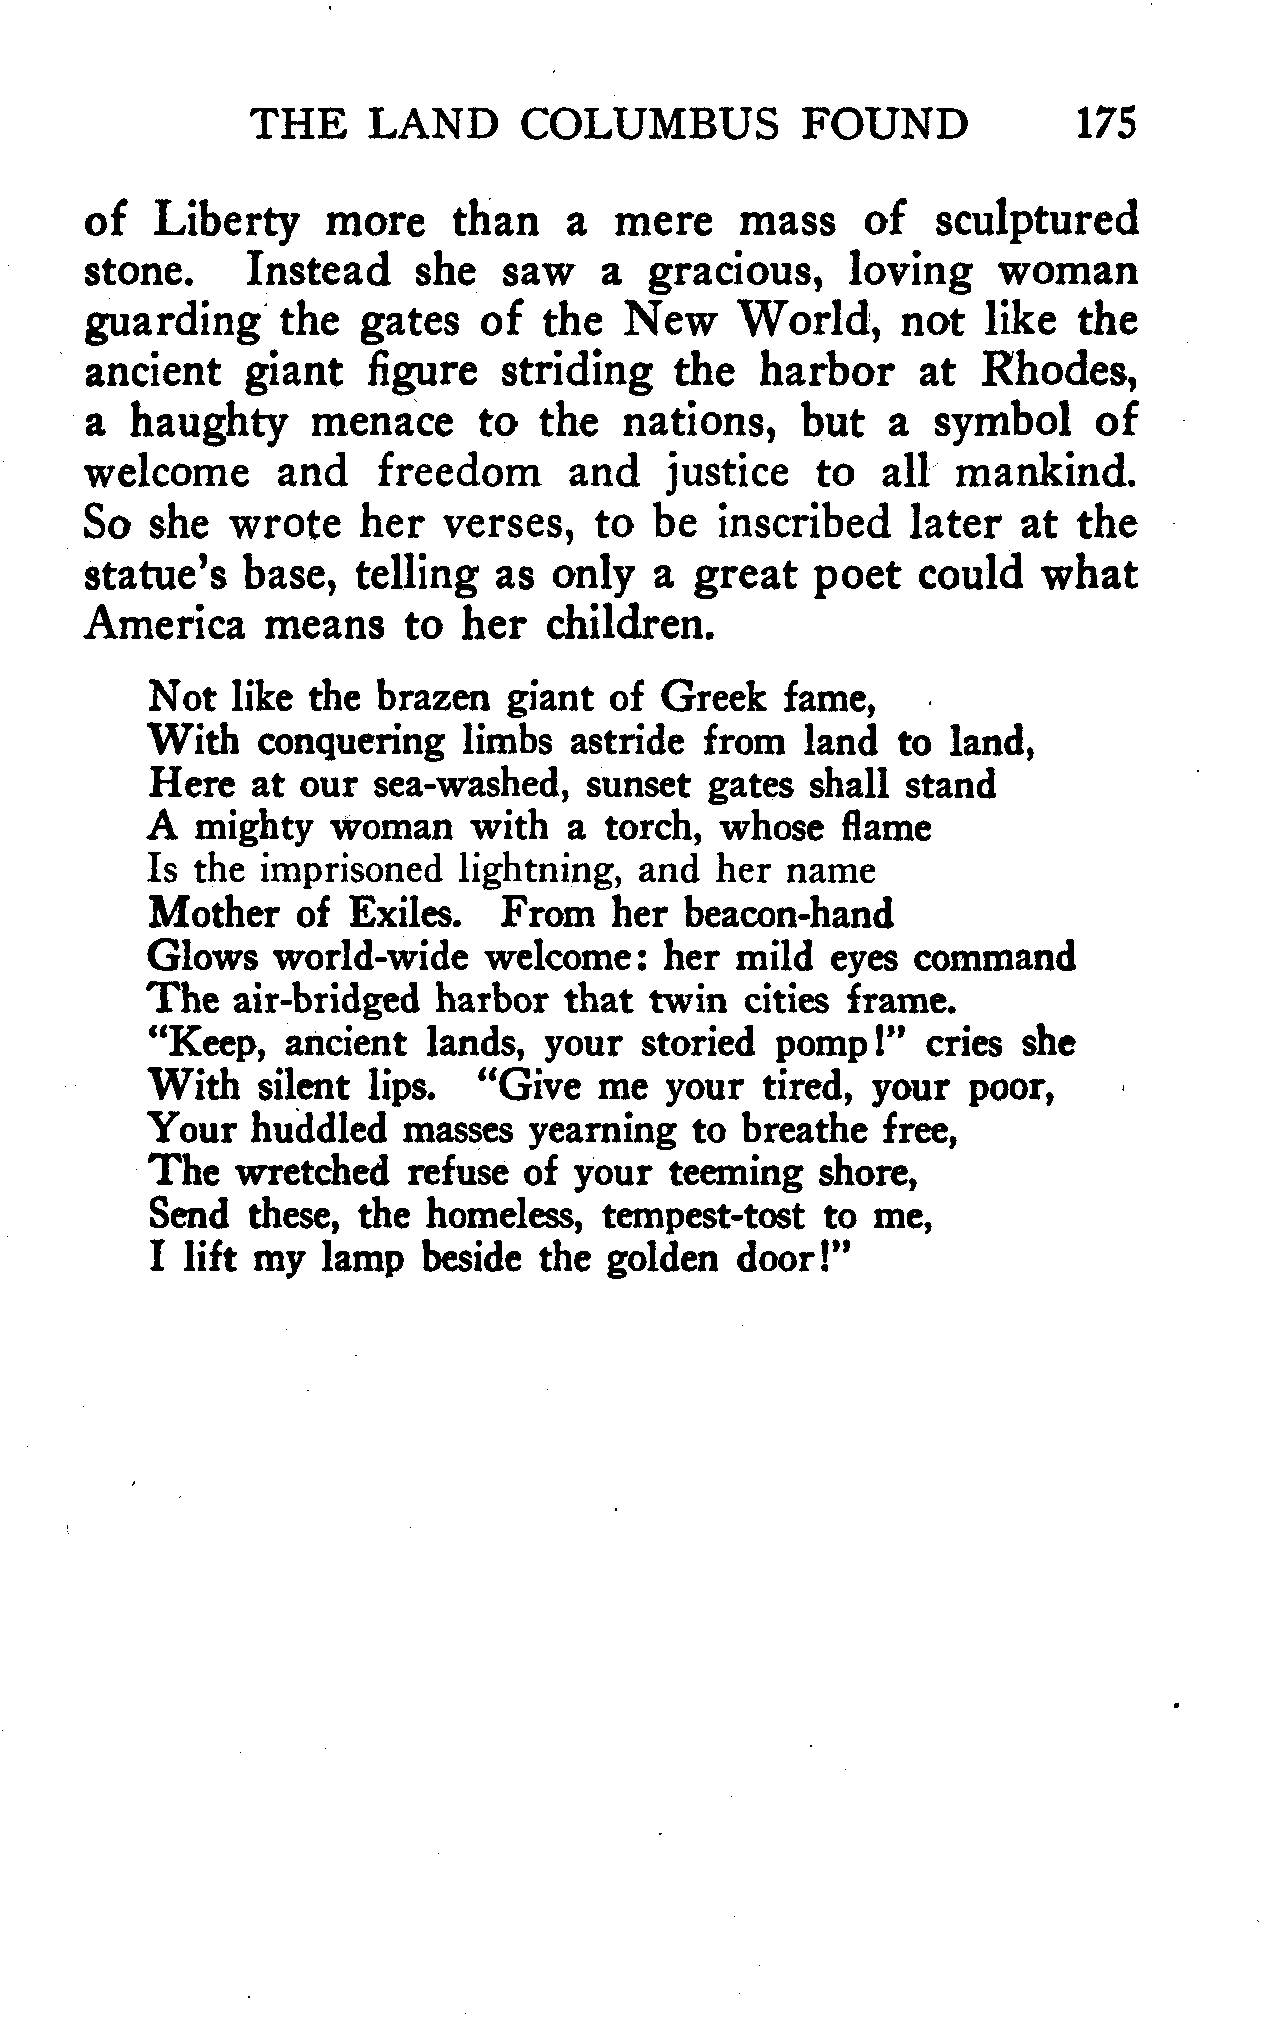 THE LAND COLUMBUS FOUND 175
of Liberty more than a mere mass of sculptured
stone. Instead she saw a gracious, loving woman
guarding the gates of the New World, not like the
ancient giant figure striding the harbor at Rhodes,
a haughty menace to the nations, but a symbol of
welcome and freedom and justice to all mankind.
So she wrote her verses, to be inscribed later at the
statue's base, telling as only a great poet could what
America means to her children.
Not like the brazen giant of Greek fame,
With conquering limbs astride from land to land,
Here at our sea-washed, sunset gates shall stand
A mighty woman with a torch, whose flame
Is the imprisoned lightning, and her name
Mother of Exiles. From her beacon-hand
Glows world-wide welcome: her mild eyes command
The air-bridged harbor that twin cities frame.
"Keep, ancient lands, your storied pomp!" cries she
With silent lips. "Give me your tired, your poor,
Your huddled masses yearning to breathe free,
The wretched refuse of your teeming shore,
Send these, the homeless, tempest-tost to me,
I lift my lamp beside the golden door!"